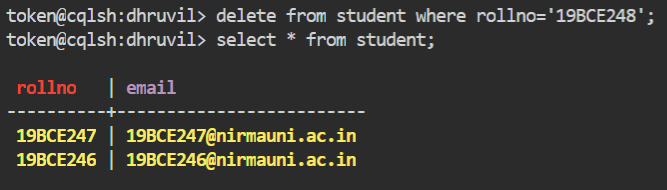 token@cqlsh:dhruvil> delete from student where rollno='19BCE248';
token@cqlsh:dhruvil> select * from student;
rollno | email
----------+------------------------
19BCE247 | 19BCE247@nirmauni.ac.in
19BCE246 | 19BCE246@nirmauni.ac.in